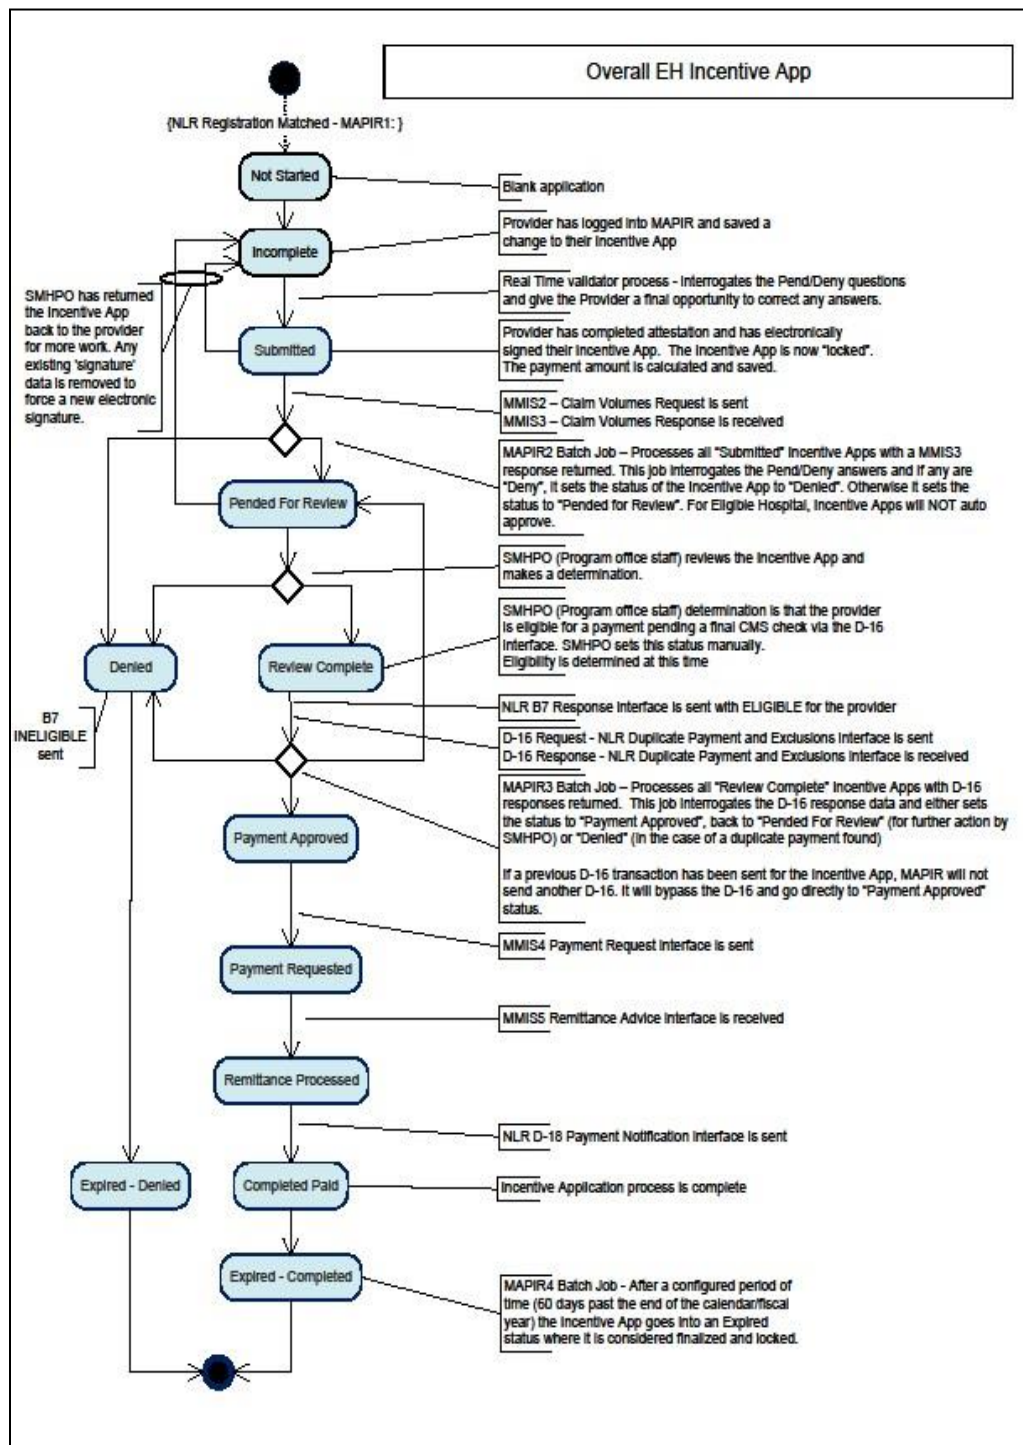 Overall EH Incentive App
{NLR Registration Matched - MAPIR1: }
Not Started
Blank application
Incomplete
Provider has logged into MAPIR and saved a
change to their Incentive App
SMHPO has returned
the Incentive App
back to the provider
for more work. Any
existing 'signature'
data is removed to
force a new electronic
signature.
Real Time validator process - Interrogates the Pend/Deny questions
and give the Provider a final opportunity to correct any answers.
Submitted
Provider has completed attestation and has electronically
signed their Incentive App. The Incentive App is now "locked".
The payment amount is calculated and saved.
MMIS2 – Claim Volumes Request is sent
MMIS3 – Claim Volumes Response is received
MAPIR2 Batch Job – Processes all "Submitted" Incentive Apps with a MMIS3
response returned. This job interrogates the Pend/Deny answers and if any are
"Deny", it sets the status of the Incentive App to "Denied". Otherwise it sets the
status to "Pended for Review". For Eligible Hospital, Incentive Apps will NOT auto
approve.
Pended For Review
SMHPO (Program office staff) reviews the Incentive App and
makes a determination.
SMHPO (Program office staff) determination is that the provider
is eligible for a payment pending a final CMS check via the D-16
Interface. SMHPO sets this status manually.
Eligibility is determined at this time
Denied
Review Complete
B7
INELIGIBLE
sent
NLR B7 Response Interface is sent with ELIGIBLE for the provider
D-16 Request - NLR Duplicate Payment and Exclusions Interface is sent
D-16 Response - NLR Duplicate Payment and Exclusions Interface is received
MAPIR3 Batch Job – Processes all "Review Complete" Incentive Apps with D-16
responses returned. This job interrogates the D-16 response data and either sets
the status to "Payment Approved", back to "Pended For Review" (for further action by
SMHPO) or "Denied" (in the case of a duplicate payment found)
If a previous D-16 transaction has been sent for the Incentive App, MAPIR will not
send another D-16. It will bypass the D-16 and go directly to "Payment Approved"
status.
Payment Approved
MMIS4 Payment Request Interface is sent
Payment Requested
MMIS5 Remittance Advice Interface is received
Remittance Processed
NLR D-18 Payment Notification Interface is sent
Expired - Denied
Completed Paid
Incentive Application process is complete
Expired - Completed
MAPIR4 Batch Job - After a configured period of
time (60 days past the end of the calendar/fiscal
year) the Incentive App goes into an Expired
status where it is considered finalized and locked.